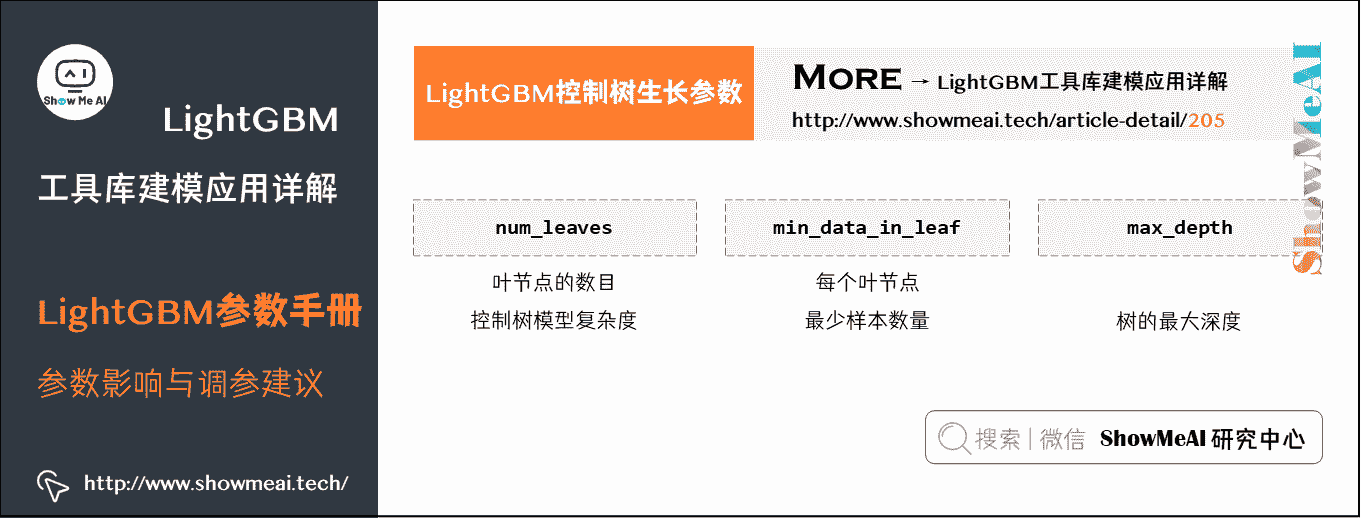 Show Me AI
LightGBM
工具库建模应用详解
LightGBM参数手册
参数影响与调参建议
http://www.showmeai.tech/
LightGBM控制树生长参数
MORE → LightGBM工具库建模应用详解
http://www.showmeai.tech/article-detail/205
ShowMeAI
num_leaves
叶节点的数目
控制树模型复杂度
min_data_in_leaf
每个叶节点
最少样本数量
max_depth
树的最大深度
搜索 | 微信 ShowMeAI 研究中心